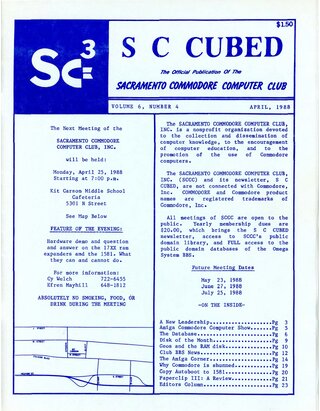 $1.50
Sc3
S C CUBED
The Official Publication Of The
SACRAMENTO COMMODORE COMPUTER CLUB
VOLUME 6, NUMBER 4
APRIL, 1988
The Next Meeting of the
SACRAMENTO COMMODORE
COMPUTER CLUB, INC.
will be held:
Monday, April 25, 1988
Starting at 7:00 p.m.
Kit Carson Middle School
Cafeteria
5301 N Street
See Map Below
FEATURE OF THE EVENING:
Hardware demo and question
and answer on the 17XX ram
expanders and the 1581. What
they can and cannot do.
For more information:
Cy Welch 722-6455
Efren Mayhill 648-1812
ABSOLUTELY NO SMOKING, FOOD, OR
DRINK DURING THE MEETING
The SACRAMENTO COMMODORE COMPUTER CLUB,
INC. is a nonprofit organization devoted
to the collection and dissemination of
computer knowledge, to the encouragement
of computer education, and to the
promotion of the use of Commodore
computers.
The SACRAMENTO COMMODORE COMPUTER CLUB,
INC. (SCCC) and its newsletter, S C
CUBED, are not connected with Commodore,
Inc. COMMODORE and Commodore product
names are registered trademarks of
Commodore, Inc.
All meetings of SCCC are open to the
public. Yearly membership dues are
$20.00, which brings the S C CUBED
newsletter, access to SCCC's public
domain library, and FULL access to the
public domain databases of the Omega
System BBS.
Future Meeting Dates
May 23, 1988
June 27, 1988
July 25, 1988
-ON THE INSIDE-
A New Leadership Pg 3
Amiga Commodore Computer Show Pg 5
The Database Pg 6
Disk of the Month Pg 9
Geos and the RAM disk Pg 10
Club BBS News Pg 12
The Amiga Corner Pg 14
Why Commodore is shunned Pg 19
Copy Autoboot to 1581 Pg 20
Superclip III: A Review Pg 21
Editors Column Pg 23